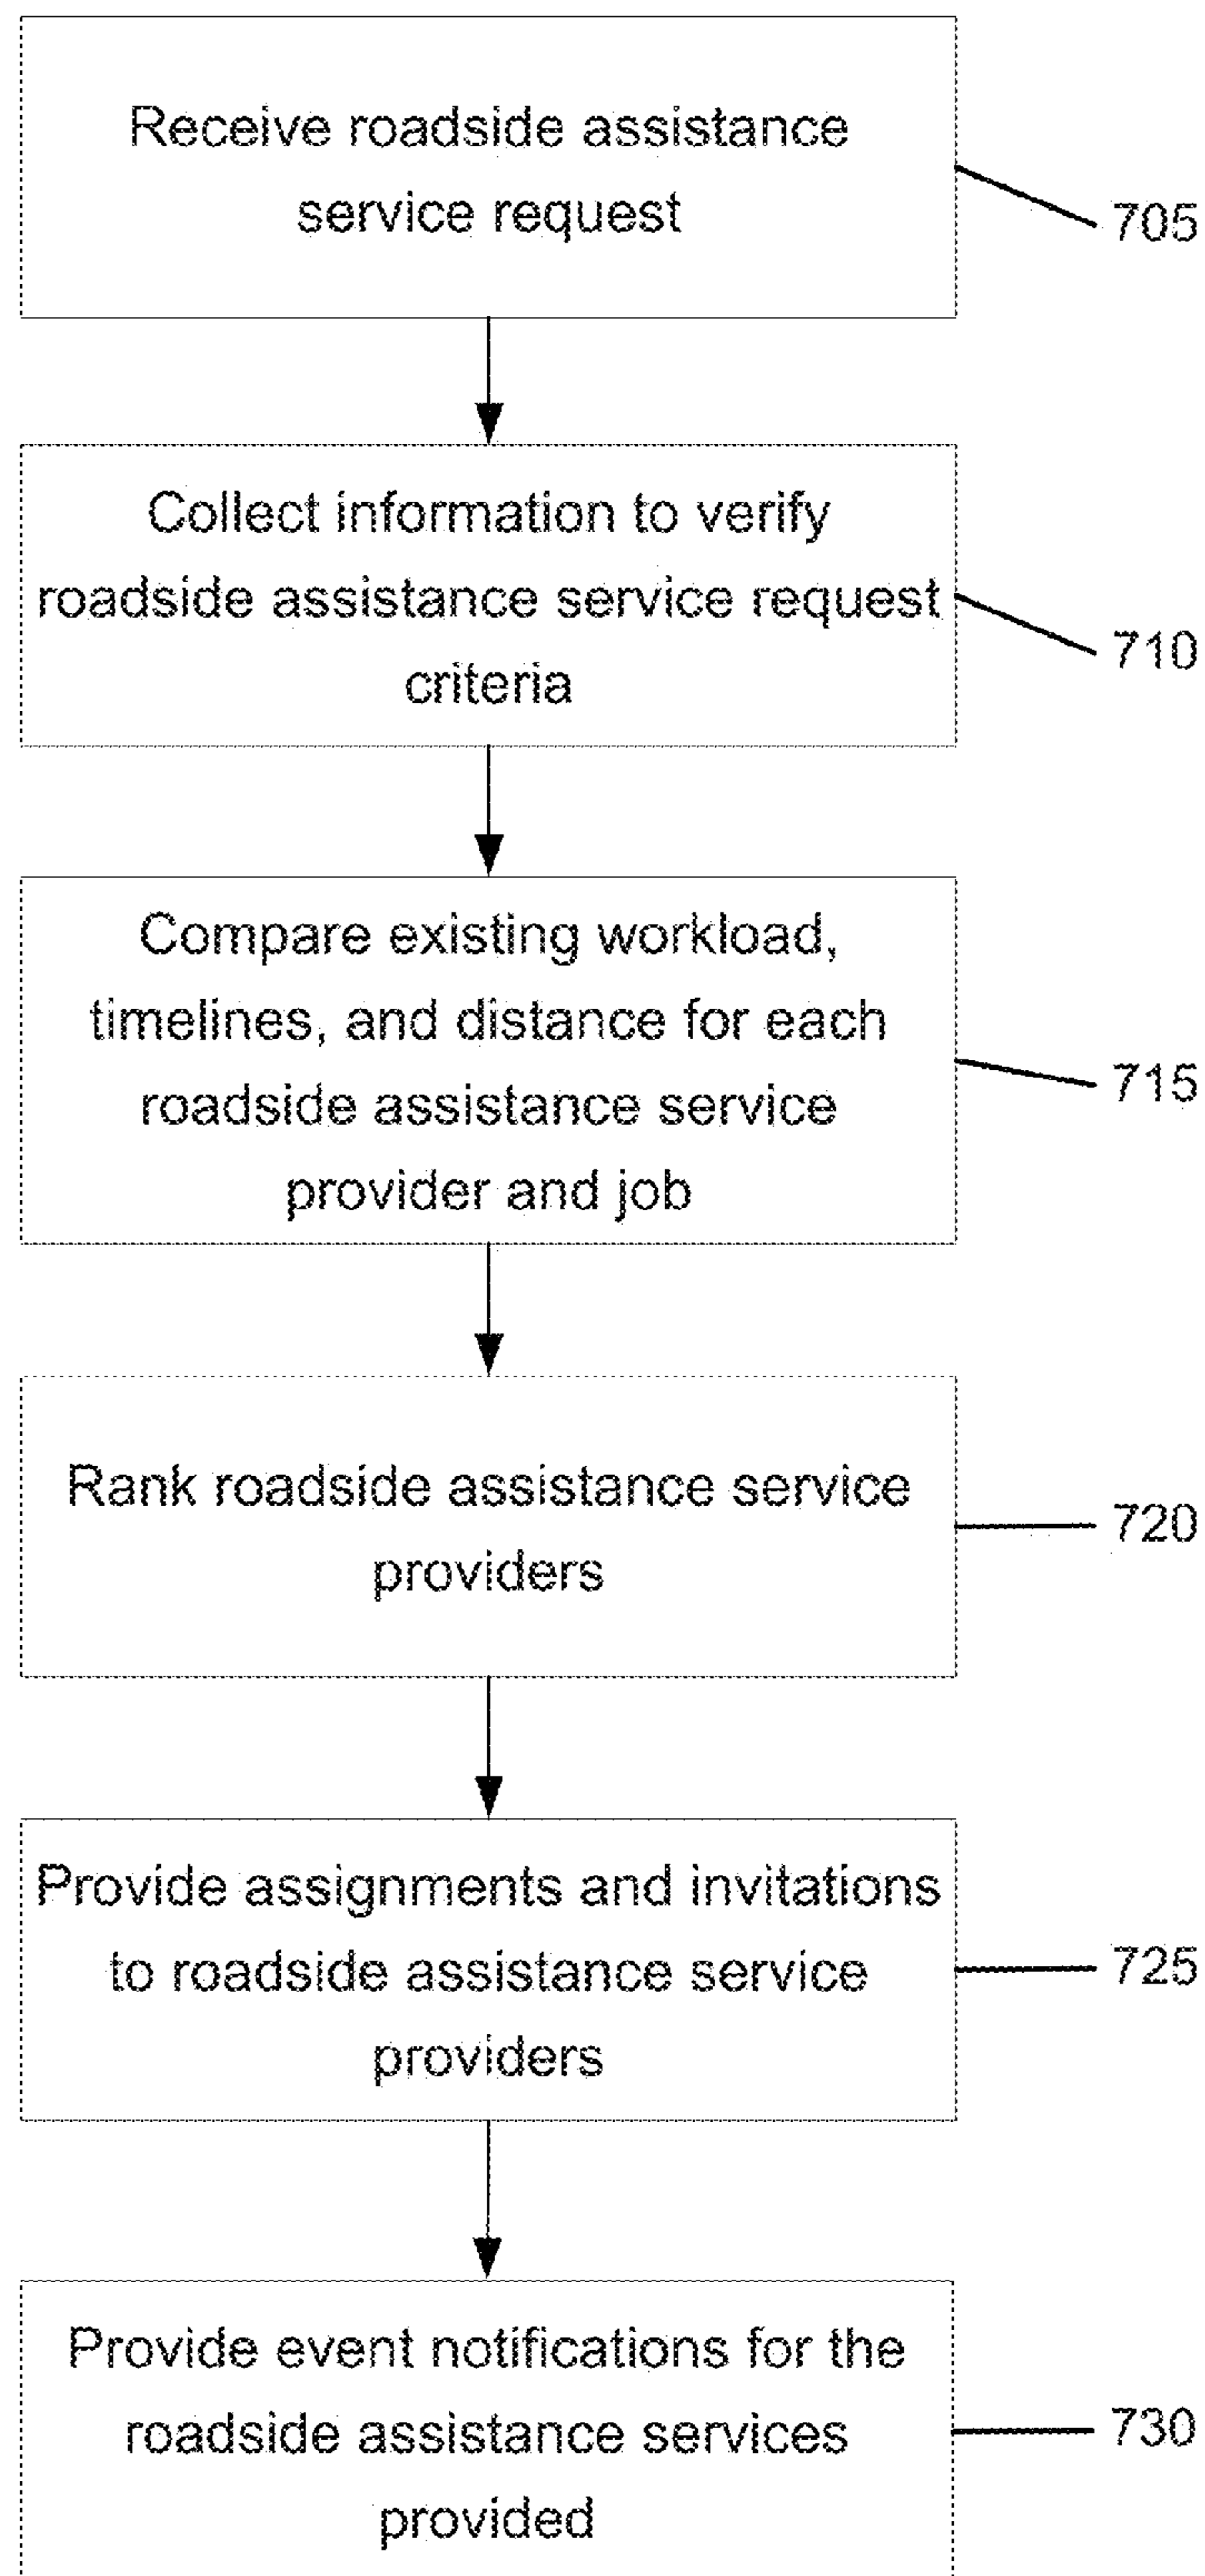 Receive roadside assistance
service request
705
Collect information to verify
roadside assistance service request
criteria
710
Compare existing workload,
timelines, and distance for each
roadside assistance service
provider and job
715
Rank roadside assistance service
providers
720
Provide assignments and invitations
to roadside assistance service
providers
725
Provide event notifications for the
roadside assistance services
provided
730